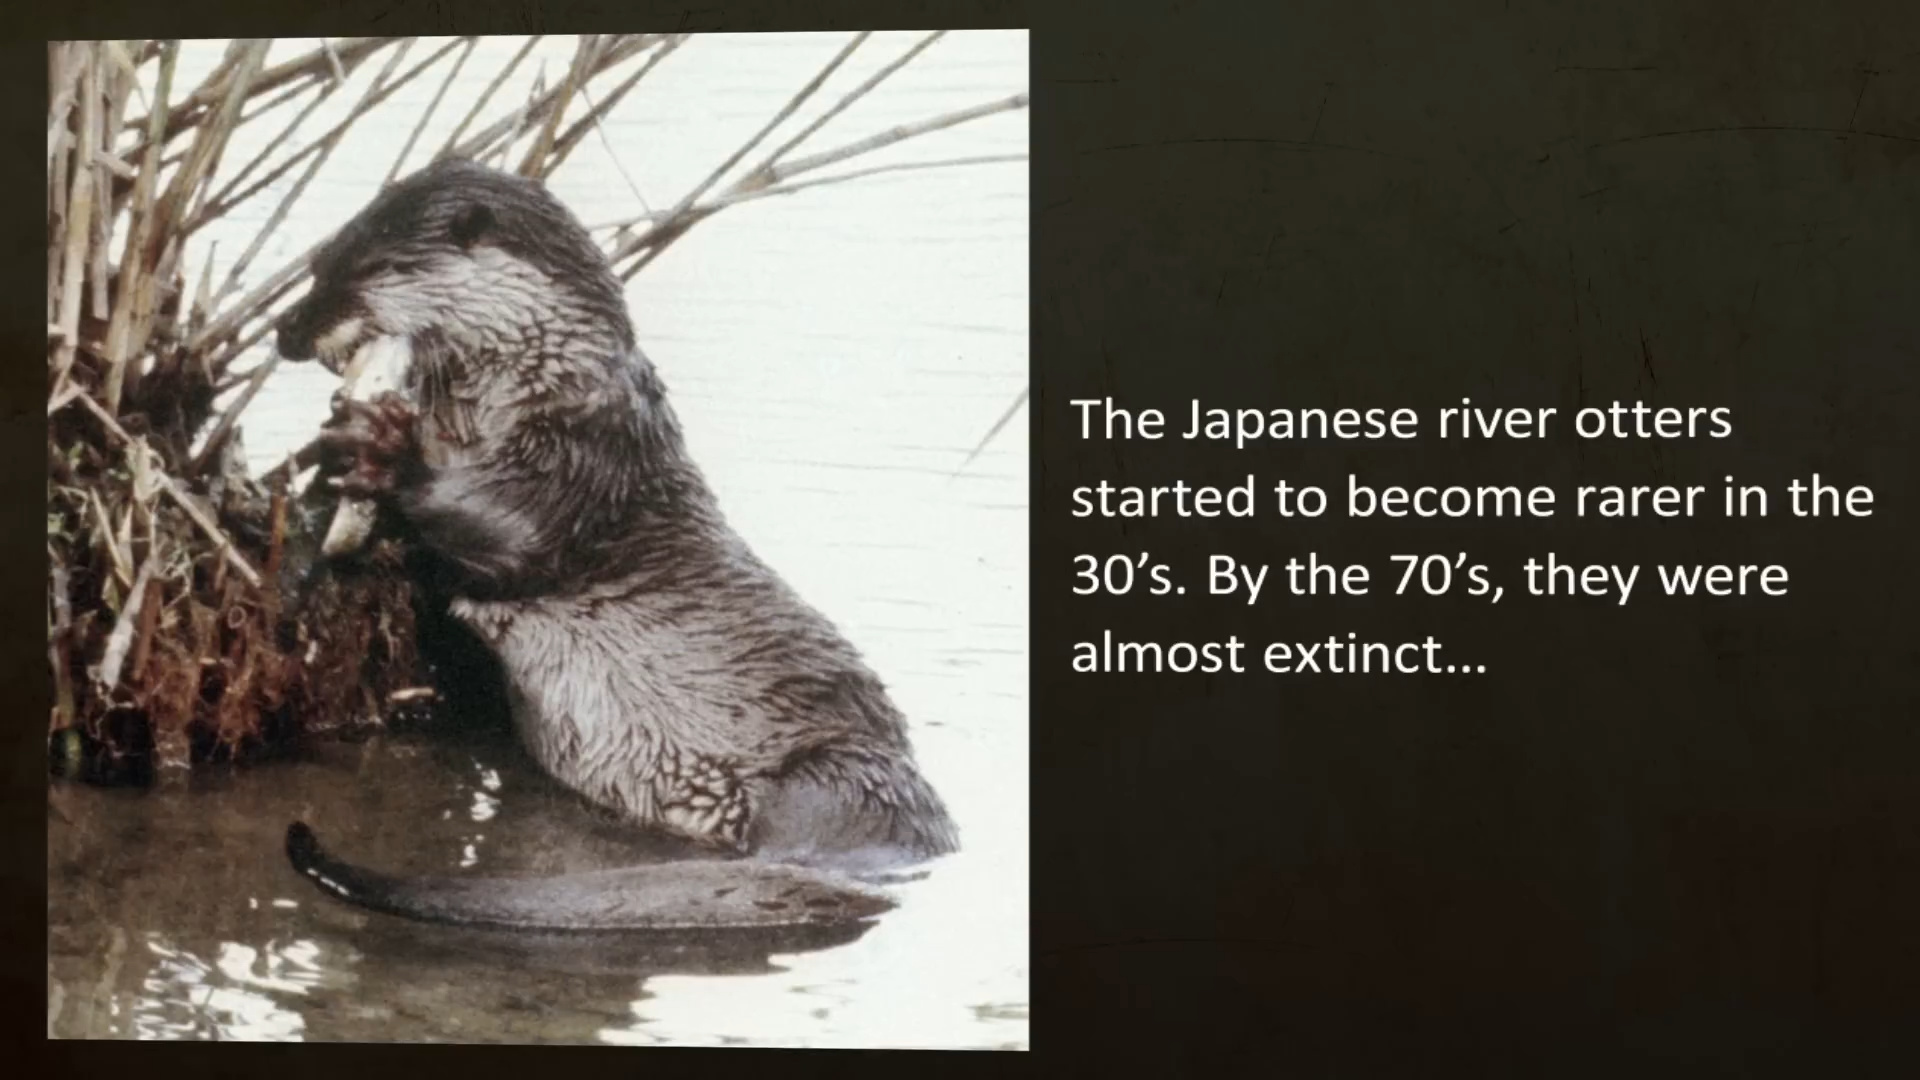 The Japanese river otters
started to become rarer in the
30’s. By the 70’s, they were
almost extinct...